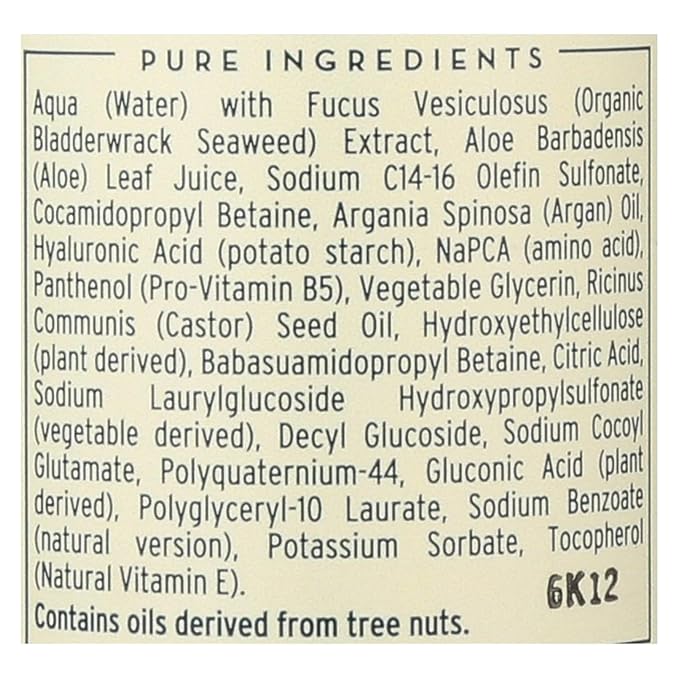 PURE INGREDIENTS
Aqua (Water) with Fucus Vesiculosus (Organic
Bladderwrack Seaweed) Extract, Aloe Barbadensis
(Aloe) Leaf Juice, Sodium C14-16 Olefin Sulfonate,
Cocamidopropyl Betaine, Argania Spinosa (Argan) Oil,
Hyaluronic Acid (potato starch), NaPCA (amino acid),
Panthenol (Pro-Vitamin B5), Vegetable Glycerin, Ricinus
Communis (Castor) Seed Oil, Hydroxyethylcellulose
(plant derived), Babasuamidopropyl Betaine, Citric Acid,
Sodium Laurylglucoside Hydroxypropylsulfonate
(vegetable derived), Decyl Glucoside, Sodium Cocoyl
Glutamate, Polyquaternium-44, Gluconic Acid (plant
derived), Polyglyceryl-10 Laurate, Sodium Benzoate
(natural version), Potassium Sorbate, Tocopherol
(Natural Vitamin E).
6K12
Contains oils derived from tree nuts.